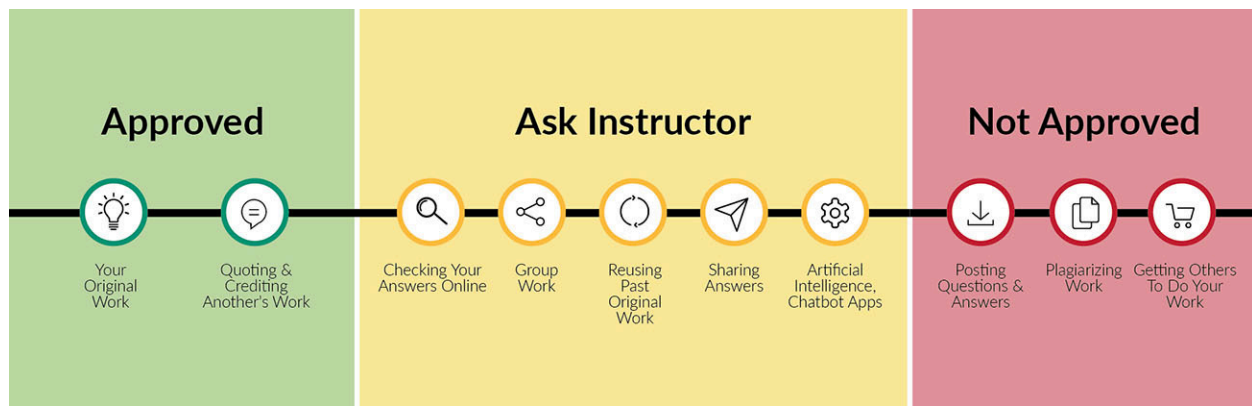 Approved
Your
Original
Work
Quoting &
Crediting
Another's Work
Ask Instructor
Checking Your
Answers Online
Group
Work
Reusing
Past
Original
Work
Sharing
Answers
Artificial
Intelligence,
Chatbot Apps
Not Approved
Posting
Questions &
Answers
Plagiarizing
Work
Getting Others
To Do Your
Work